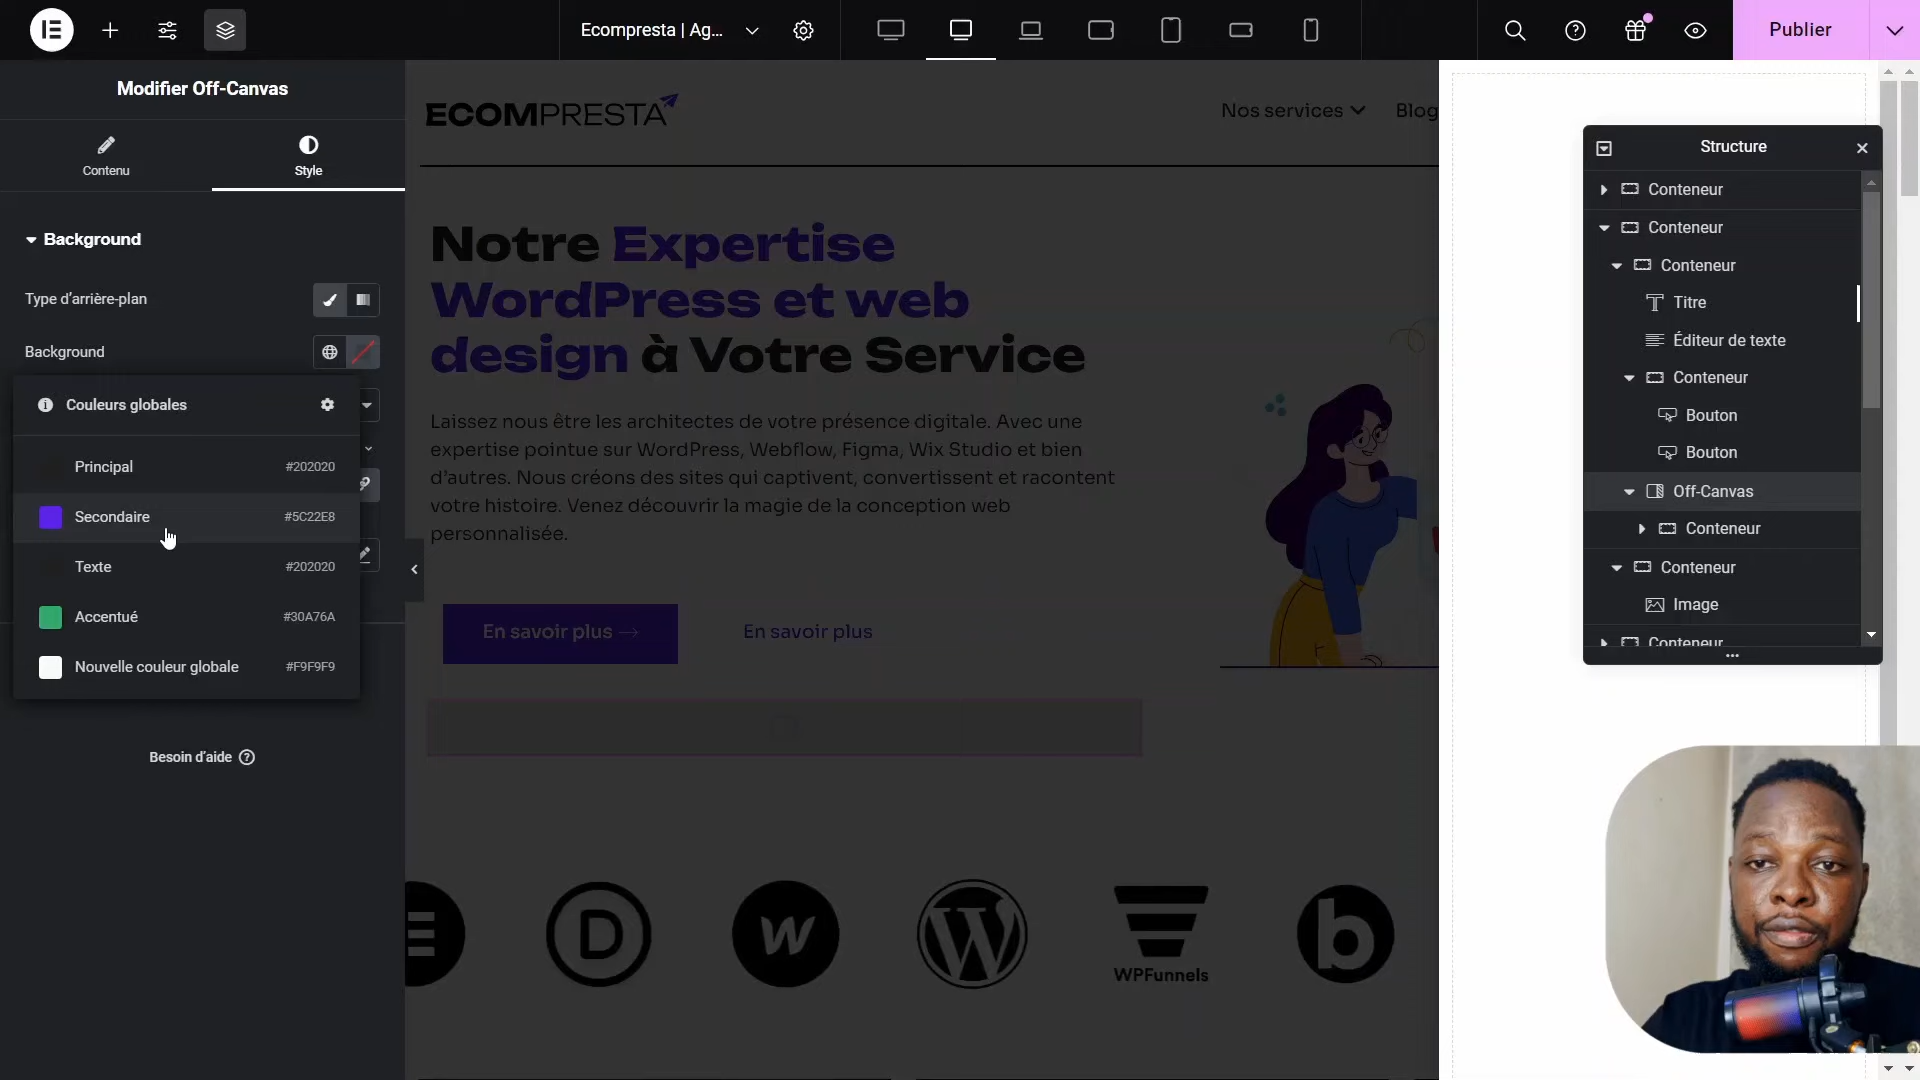 Ecompresta | Ag...
Publier
Modifier Off-Canvas
Contenu
Style
Background
Type d'arrière-plan
Background
Couleurs globales
Principal #202020
Secondaire #5C22E8
Texte #202020
Accentué #30A76A
Nouvelle couleur globale #F9F9F9
Besoin d'aide
ECOMPRESTA
Nos services
Blog
Notre Expertise
WordPress et web
design à Votre Service
Laissez nous être les architectes de votre présence digitale. Avec une
expertise pointue sur WordPress, Webflow, Figma, Wix Studio et bien
d'autres. Nous créons des sites qui captivent, convertissent et racontent
votre histoire. Venez découvrir la magie de la conception web
personnalisée.
En savoir plus →
En savoir plus
WPFunnels
Structure
Conteneur
Conteneur
Conteneur
Titre
Éditeur de texte
Conteneur
Bouton
Bouton
Off-Canvas
Conteneur
Conteneur
Image
Conteneur